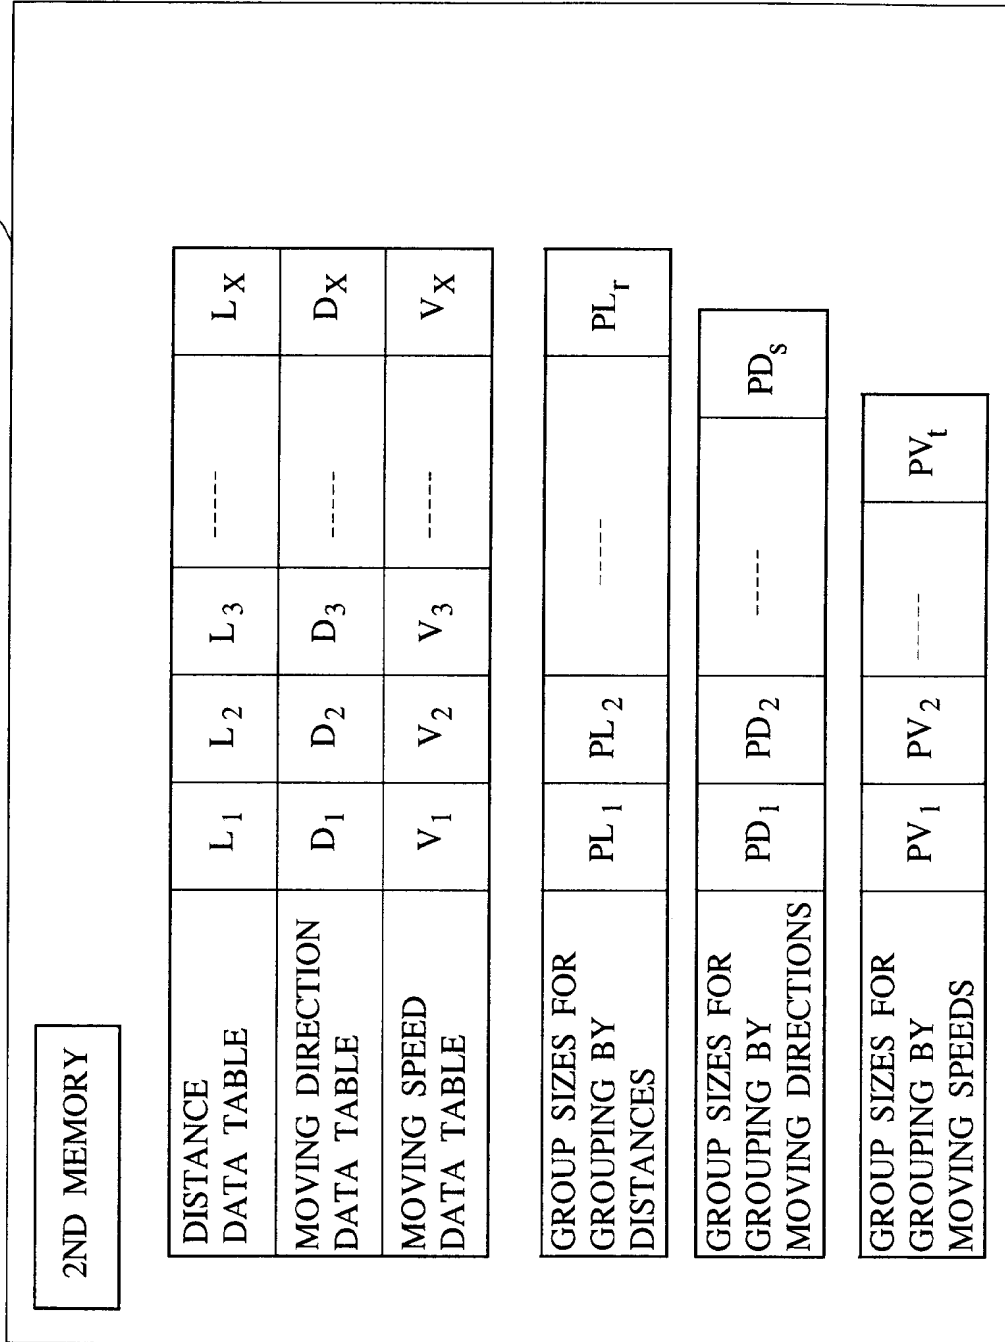 2ND MEMORY
DISTANCE
DATA TABLE
L1 L2 L3 ------ LX
MOVING DIRECTION
DATA TABLE
D1 D2 D3 ------ DX
MOVING SPEED
DATA TABLE
V1 V2 V3 ------ VX
GROUP SIZES FOR
GROUPING BY
DISTANCES
PL1 PL2 ------ PLr
GROUP SIZES FOR
GROUPING BY
MOVING DIRECTIONS
PD1 PD2 ------ PDs
GROUP SIZES FOR
GROUPING BY
MOVING SPEEDS
PV1 PV2 ------ PVt